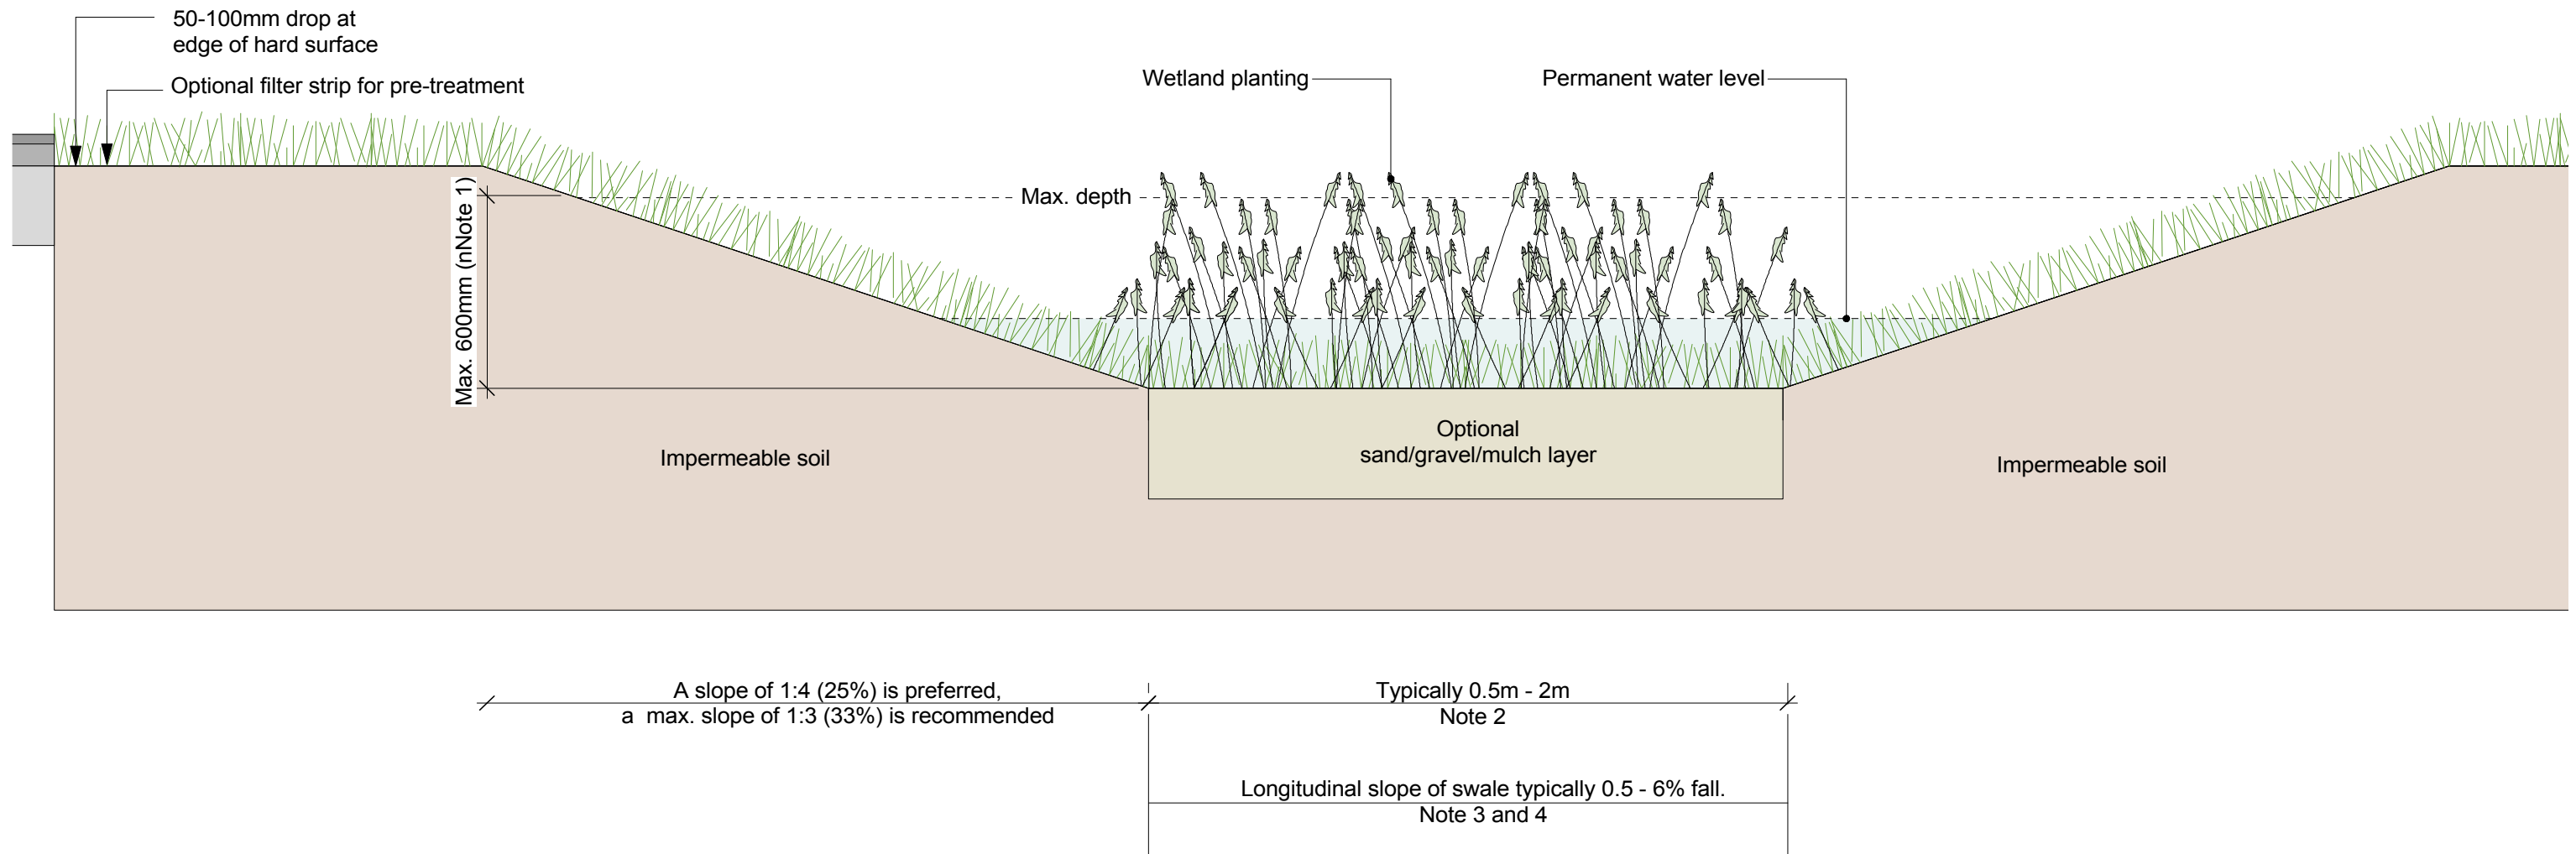 50-100mm drop at
edge of hard surface
Optional filter strip for pre-treatment
Wetland planting
Permanent water level
Max. depth
Max. 600mm (nNote 1)
Optional
sand/gravel/mulch layer
Impermeable soil
Impermeable soil
A slope of 1:4 (25%) is preferred,
a max. slope of 1:3 (33%) is recommended
Typically 0.5m - 2m
Note 2
Longitudinal slope of swale typically 0.5 - 6% fall.
Note 3 and 4